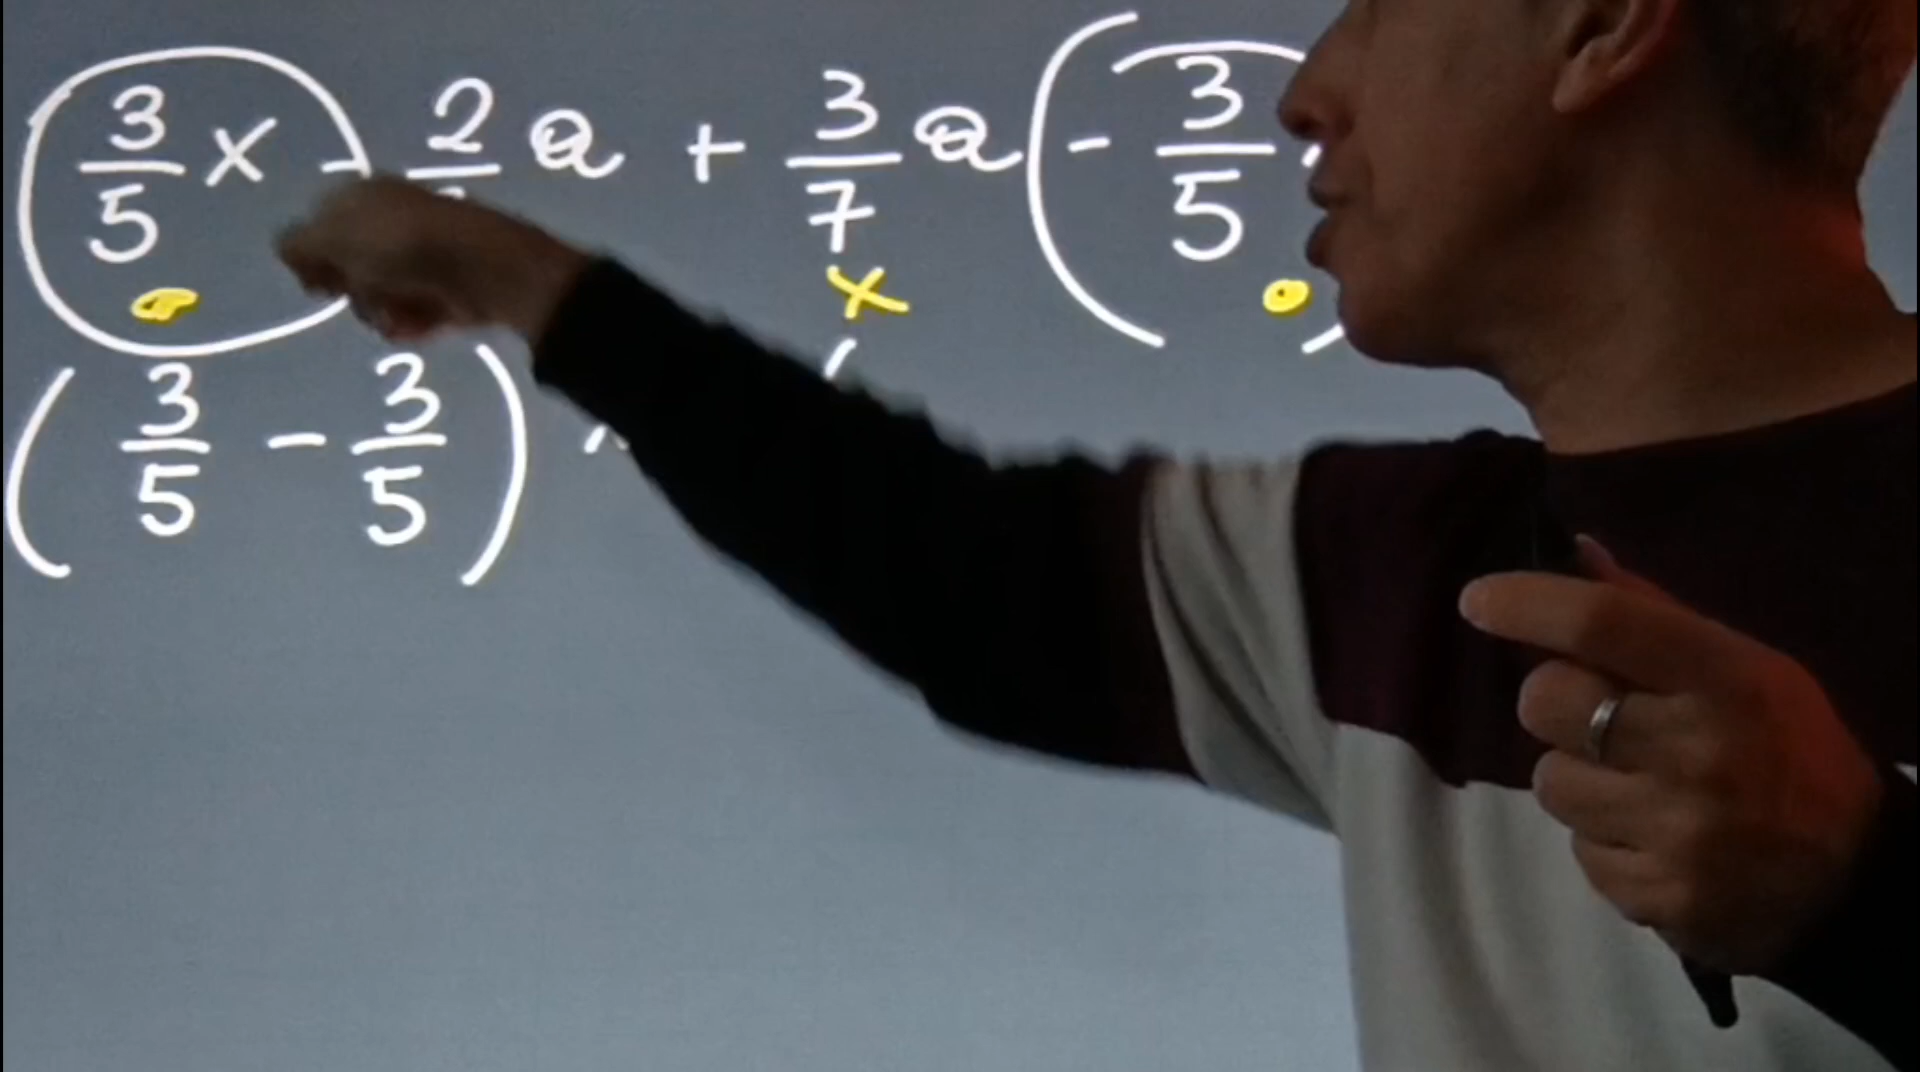 3/5 x - 2 a + 3/7 a ( - 3/5
( 3/5 - 3/5 )